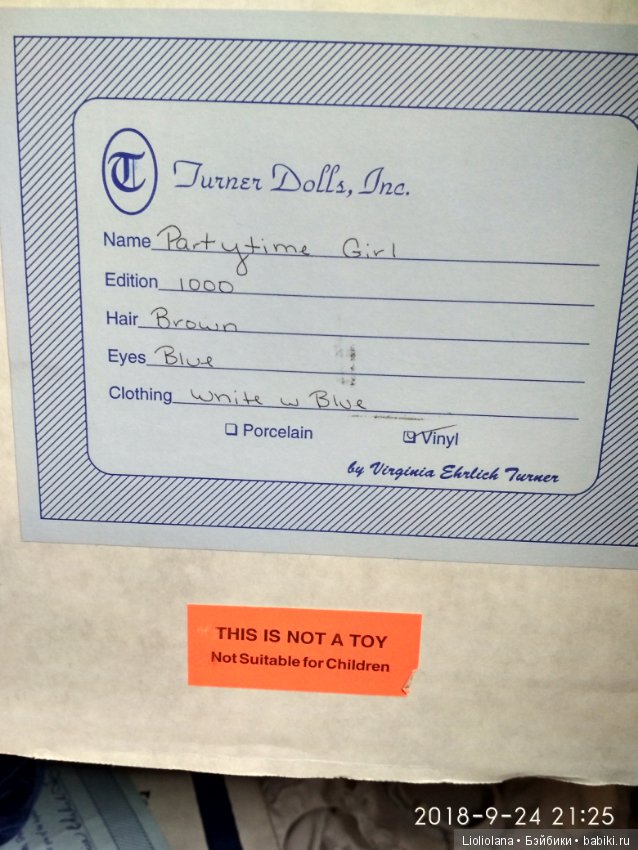 T Turner Dolls, Inc.
Name Partytime Girl
Edition 1000
Hair Brown
Eyes Blue
Clothing White w Blue
Porcelain Vinyl
by Virginia Ehrlich Turner
THIS IS NOT A TOY
Not Suitable for Children
2018-9-24 21:25
Lioliolana • Бэйбики • babiki.ru